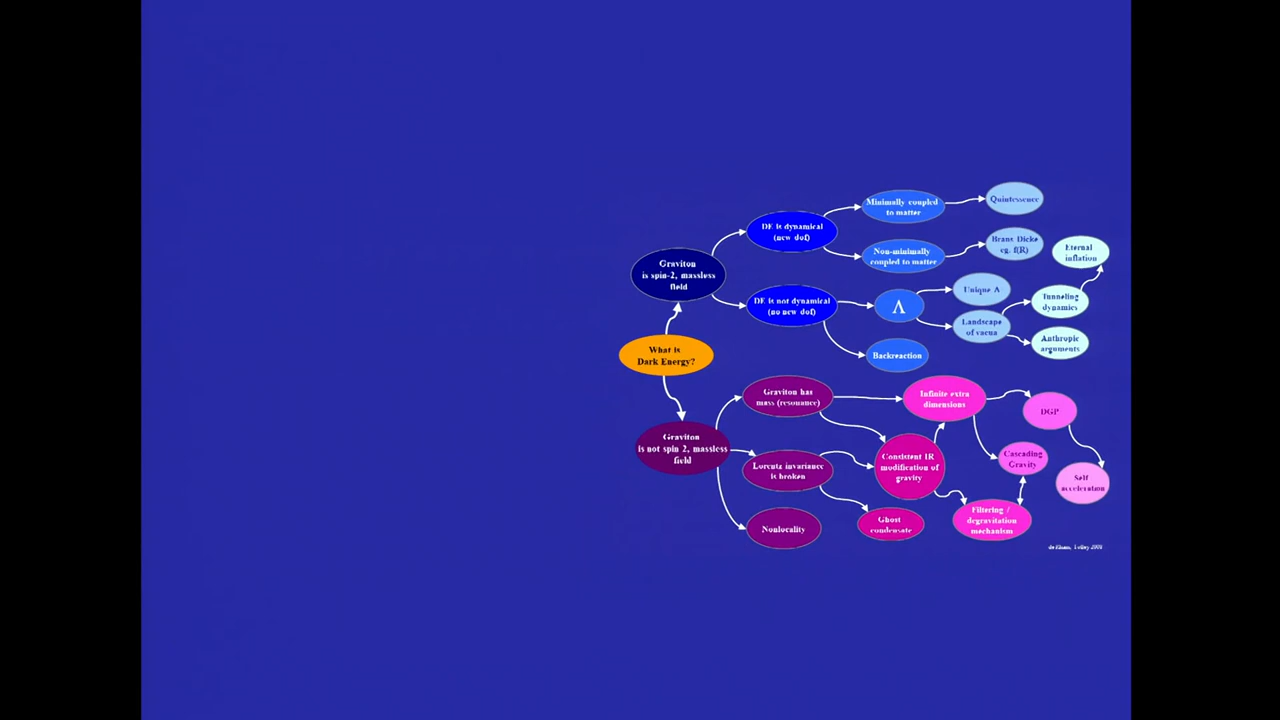 Minimally coupled
to matter
Quintessence
DE is dynamical
(new dof)
Non-minimally
coupled to matter
Brans Dicke
eg. f(R)
Eternal
inflation
Graviton
is spin-2, massless
field
DE is not dynamical
(no new dof)
Λ
Unique Λ
Landscape
of vacua
Tunneling
dynamics
Anthropic
arguments
Backreaction
What is
Dark Energy?
Graviton has
mass (resonance)
Infinite extra
dimensions
DGP
Graviton
is not spin 2, massless
field
Lorentz invariance
is broken
Consistent IR
modification of
gravity
Cascading
Gravity
Self
acceleration
Nonlocality
Ghost
condensate
Filtering /
degravitation
mechanism